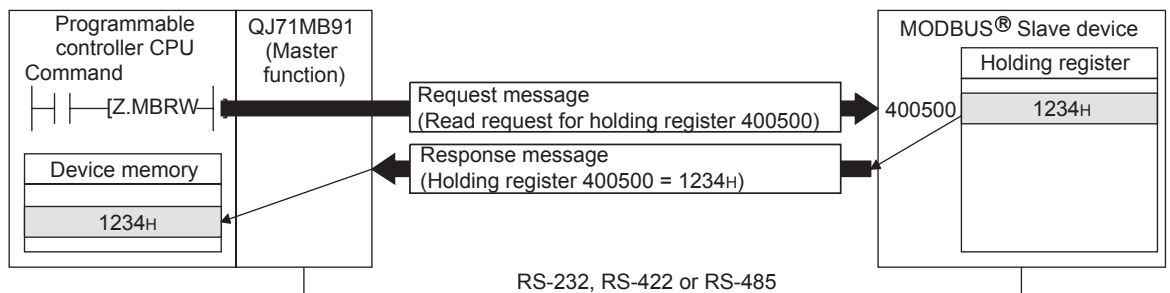 Programmable
controller CPU
Command
[Z.MBRW
Device memory
1234H
QJ71MB91
(Master
function)
Request message
(Read request for holding register 400500)
Response message
(Holding register 400500 = 1234H)
RS-232, RS-422 or RS-485
MODBUS® Slave device
Holding register
400500
1234H